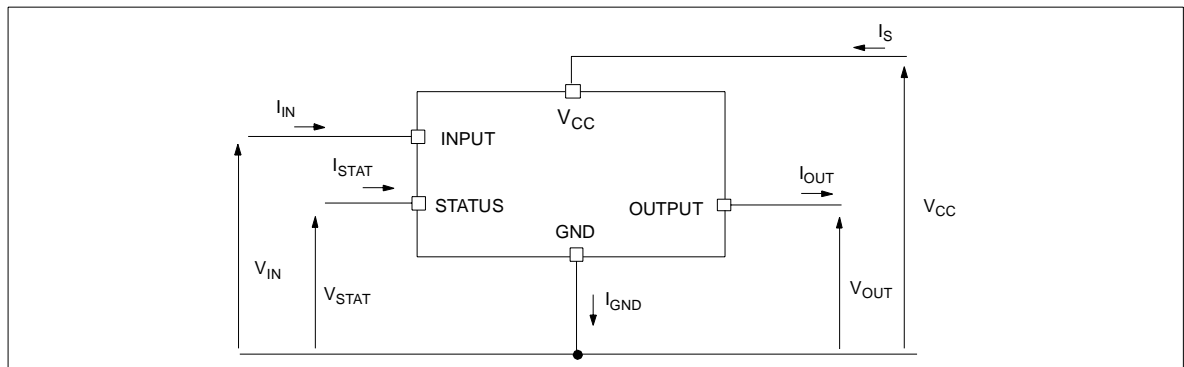 I_S
I_IN
V_CC
INPUT
I_STAT
I_OUT
STATUS
OUTPUT
V_CC
GND
V_IN
V_STAT
I_GND
V_OUT